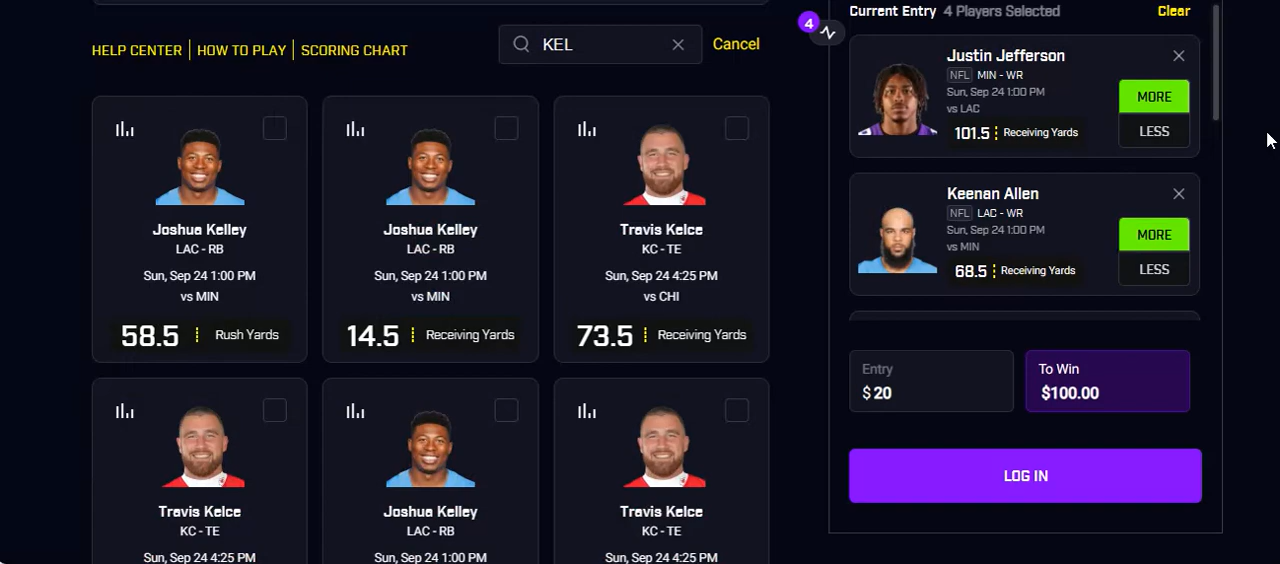 HELP CENTER | HOW TO PLAY | SCORING CHART
KEL
Cancel
Joshua Kelley
LAC - RB
Sun, Sep 24 1:00 PM
vs MIN
58.5
Rush Yards
Joshua Kelley
LAC - RB
Sun, Sep 24 1:00 PM
vs MIN
14.5
Receiving Yards
Travis Kelce
KC - TE
Sun, Sep 24 4:25 PM
vs CHI
73.5
Receiving Yards
Travis Kelce
KC - TE
Sun, Sep 24 4:25 PM
Joshua Kelley
LAC - RB
Sun, Sep 24 1:00 PM
Travis Kelce
KC - TE
Sun, Sep 24 4:25 PM
4
Current Entry 4 Players Selected
Clear
Justin Jefferson
NFL MIN - WR
Sun, Sep 24 1:00 PM
vs LAC
101.5 Receiving Yards
MORE
LESS
Keenan Allen
NFL LAC - WR
Sun, Sep 24 1:00 PM
vs MIN
68.5 Receiving Yards
MORE
LESS
Entry
$ 20
To Win
$100.00
LOG IN